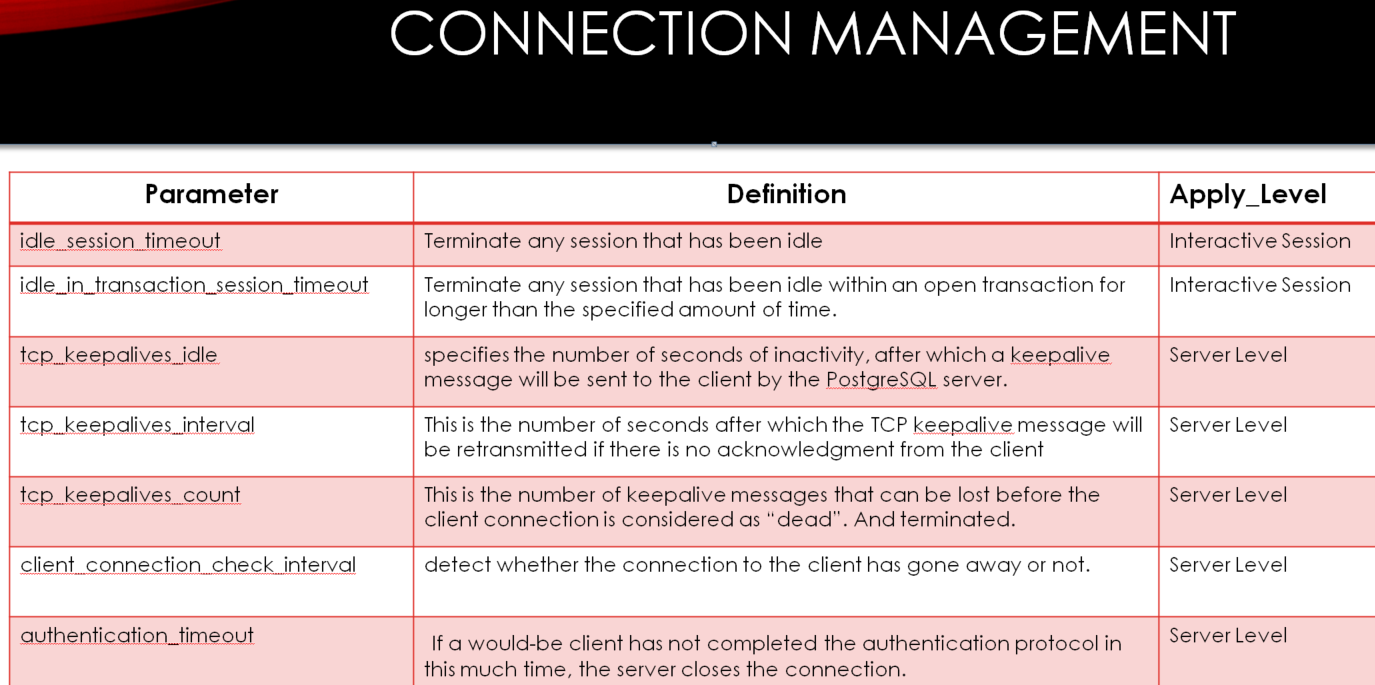 CONNECTION MANAGEMENT
Parameter Definition Apply_Level
idle_session_timeout Terminate any session that has been idle Interactive Session
idle_in_transaction_session_timeout Terminate any session that has been idle within an open transaction for Interactive Session
longer than the specified amount of time.
tcp_keepalives_idle specifies the number of seconds of inactivity, after which a keepalive Server Level
message will be sent to the client by the PostgreSQL server.
tcp_keepalives_interval This is the number of seconds after which the TCP keepalive message will Server Level
be retransmitted if there is no acknowledgment from the client
tcp_keepalives_count This is the number of keepalive messages that can be lost before the Server Level
client connection is considered as “dead”. And terminated.
client_connection_check_interval detect whether the connection to the client has gone away or not. Server Level
authentication_timeout If a would-be client has not completed the authentication protocol in Server Level
this much time, the server closes the connection.